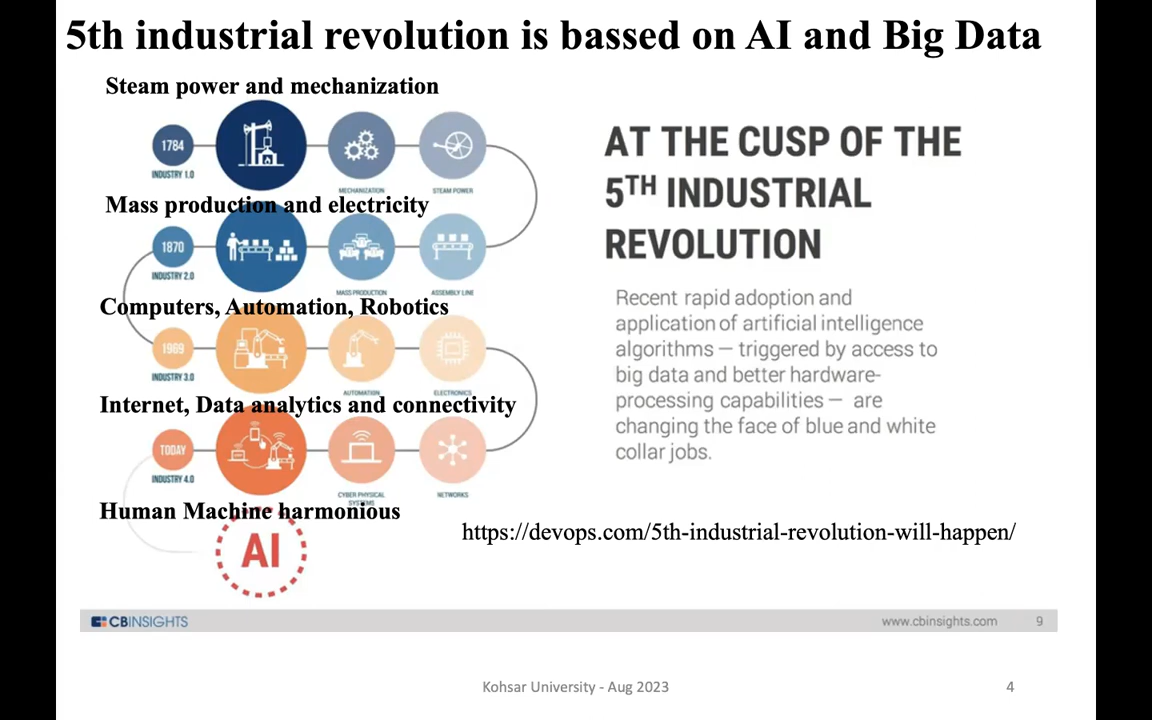 5th industrial revolution is bassed on AI and Big Data
Steam power and mechanization
1784
INDUSTRY 1.0
MECHANIZATION
STEAM POWER
Mass production and electricity
1870
INDUSTRY 2.0
MASS PRODUCTION
ASSEMBLY LINE
Computers, Automation, Robotics
1969
INDUSTRY 3.0
AUTOMATION
ELECTRONICS
Internet, Data analytics and connectivity
TODAY
INDUSTRY 4.0
CYBER PHYSICAL
SYSTEMS
NETWORKS
Human Machine harmonious
AI
AT THE CUSP OF THE
5TH INDUSTRIAL
REVOLUTION
Recent rapid adoption and
application of artificial intelligence
algorithms — triggered by access to
big data and better hardware-
processing capabilities — are
changing the face of blue and white
collar jobs.
https://devops.com/5th-industrial-revolution-will-happen/
CBINSIGHTS
www.cbinsights.com
9
Kohsar University - Aug 2023
4